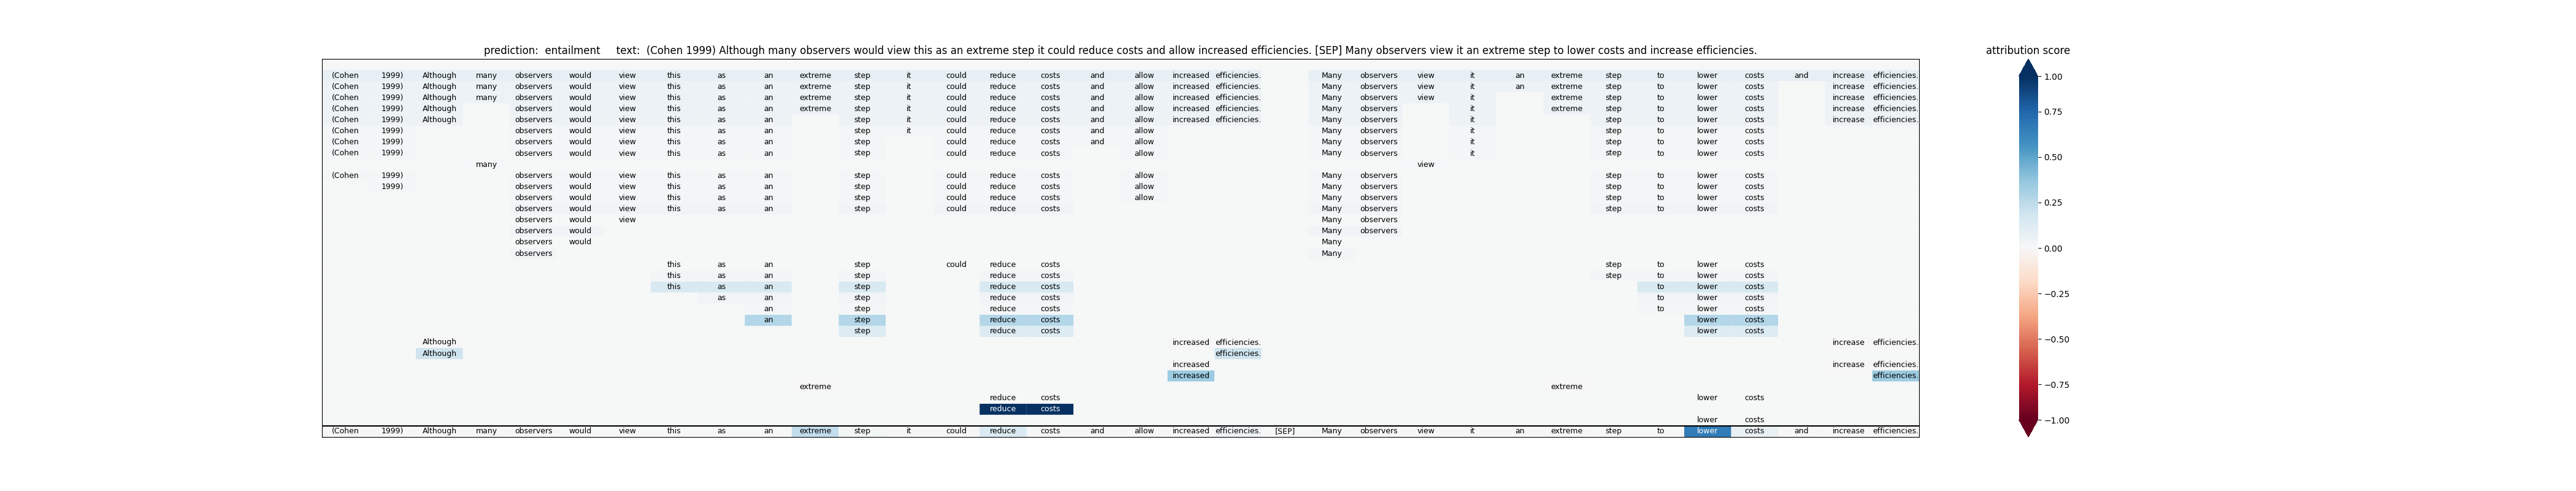 prediction: entailment text: (Cohen 1999) Although many observers would view this as an extreme step it could reduce costs and allow increased efficiencies. [SEP] Many observers view it an extreme step to lower costs and increase efficiencies.
attribution score
(Cohen 1999) Although many observers would view this as an extreme step it could reduce costs and allow increased efficiencies. Many observers view it an extreme step to lower costs and increase efficiencies.
(Cohen 1999) Although many observers would view this as an extreme step it could reduce costs and allow increased efficiencies. Many observers view it an extreme step to lower costs increase efficiencies.
(Cohen 1999) Although many observers would view this as an extreme step it could reduce costs and allow increased efficiencies. Many observers view it extreme step to lower costs increase efficiencies.
(Cohen 1999) Although observers would view this as an extreme step it could reduce costs and allow increased efficiencies. Many observers it extreme step to lower costs increase efficiencies.
(Cohen 1999) Although observers would view this as an step it could reduce costs and allow increased efficiencies. Many observers it step to lower costs increase efficiencies.
(Cohen 1999) observers would view this as an step it could reduce costs and allow Many observers it step to lower costs
(Cohen 1999) observers would view this as an step could reduce costs and allow Many observers it step to lower costs
(Cohen 1999) observers would view this as an step could reduce costs allow Many observers it step to lower costs
many view
(Cohen 1999) observers would view this as an step could reduce costs allow Many observers step to lower costs
1999) observers would view this as an step could reduce costs allow Many observers step to lower costs
observers would view this as an step could reduce costs allow Many observers step to lower costs
observers would view this as an step could reduce costs Many observers step to lower costs
observers would view Many observers
observers would Many observers
observers would Many
observers Many
this as an step could reduce costs step to lower costs
this as an step reduce costs step to lower costs
this as an step reduce costs to lower costs
as an step reduce costs to lower costs
an step reduce costs to lower costs
an step reduce costs lower costs
step reduce costs lower costs
Although increased efficiencies. increase efficiencies.
Although efficiencies.
increased increase efficiencies.
increased efficiencies.
extreme extreme
reduce costs lower costs
reduce costs
lower costs
(Cohen 1999) Although many observers would view this as an extreme step it could reduce costs and allow increased efficiencies. [SEP] Many observers view it an extreme step to lower costs and increase efficiencies.
1.00
0.75
0.50
0.25
0.00
−0.25
−0.50
−0.75
−1.00